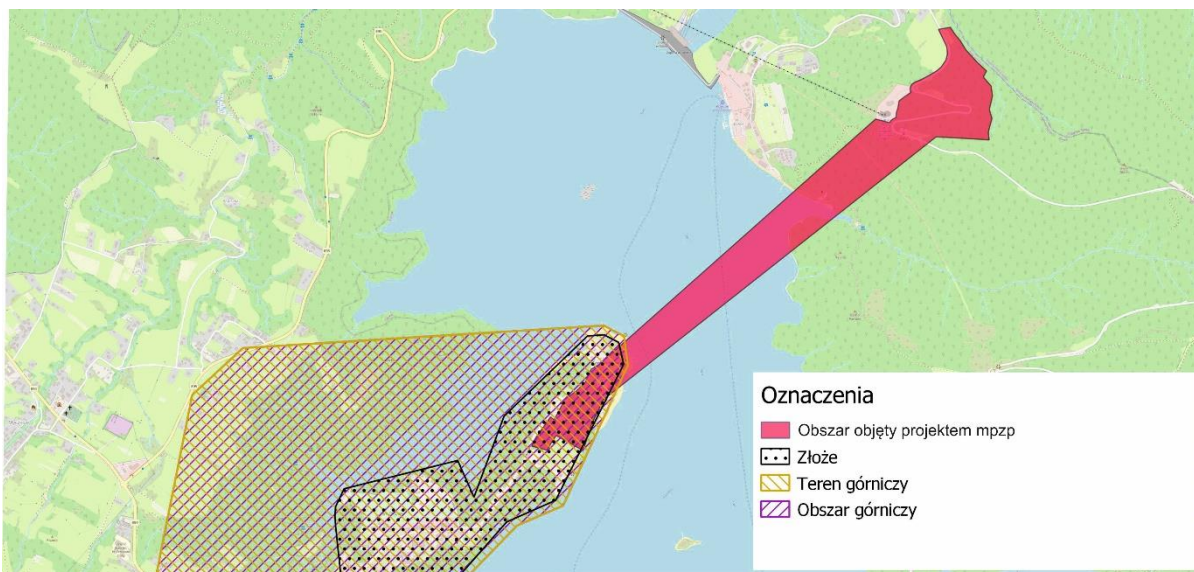 Oznaczenia
Obszar objęty projektem mpzp
Złoże
Teren górniczy
Obszar górniczy